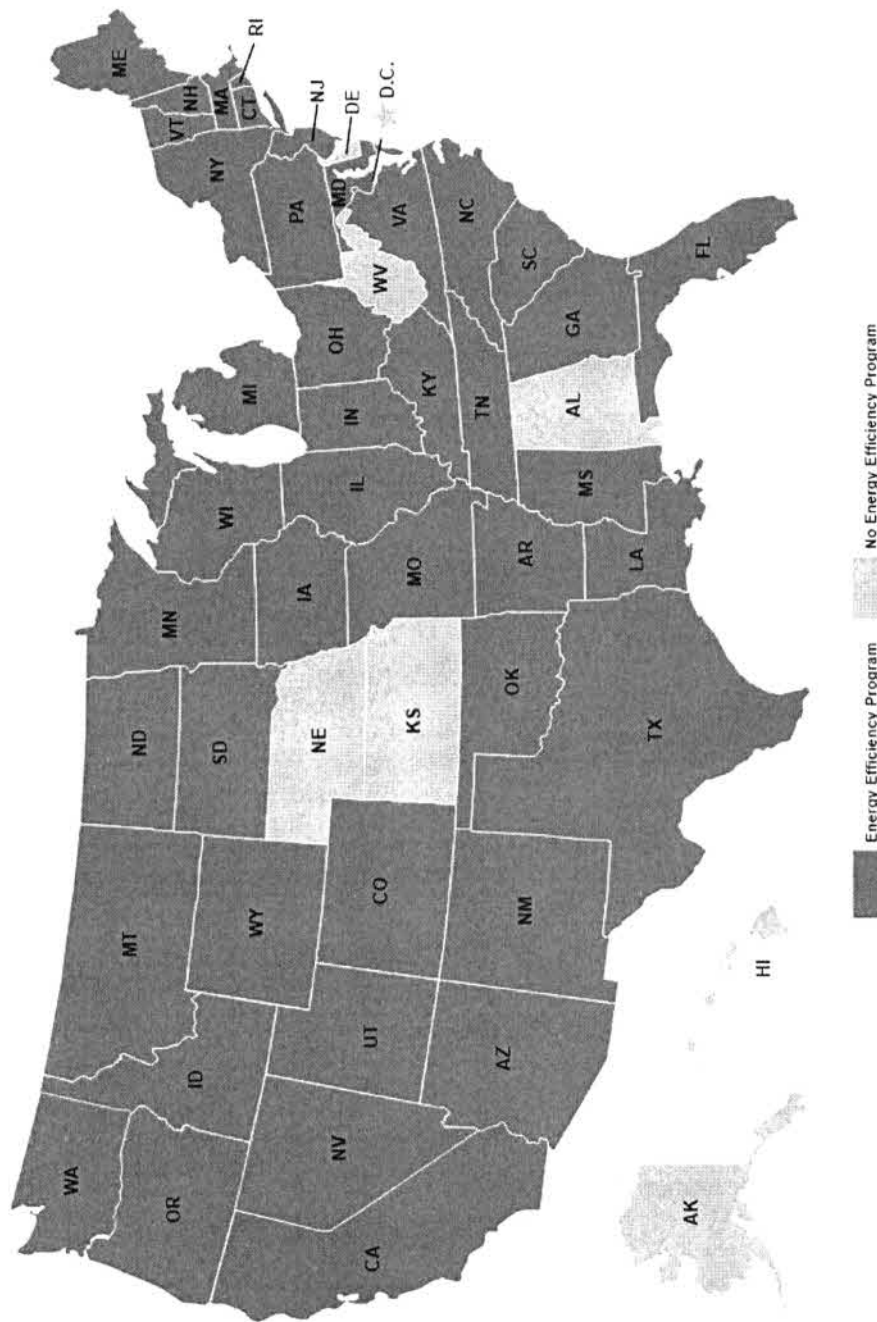 WA
MT
ND
MN
ME
VT
NH
OR
ID
WY
SD
WI
MI
NY
MA
RI
CT
NV
UT
CO
NE
IA
IL
IN
OH
PA
NJ
CA
KS
MO
KY
WV
MD
DE
VA
D.C.
AZ
NM
OK
AR
TN
NC
TX
LA
MS
AL
GA
SC
FL
AK
HI
Energy Efficiency Program
No Energy Efficiency Program